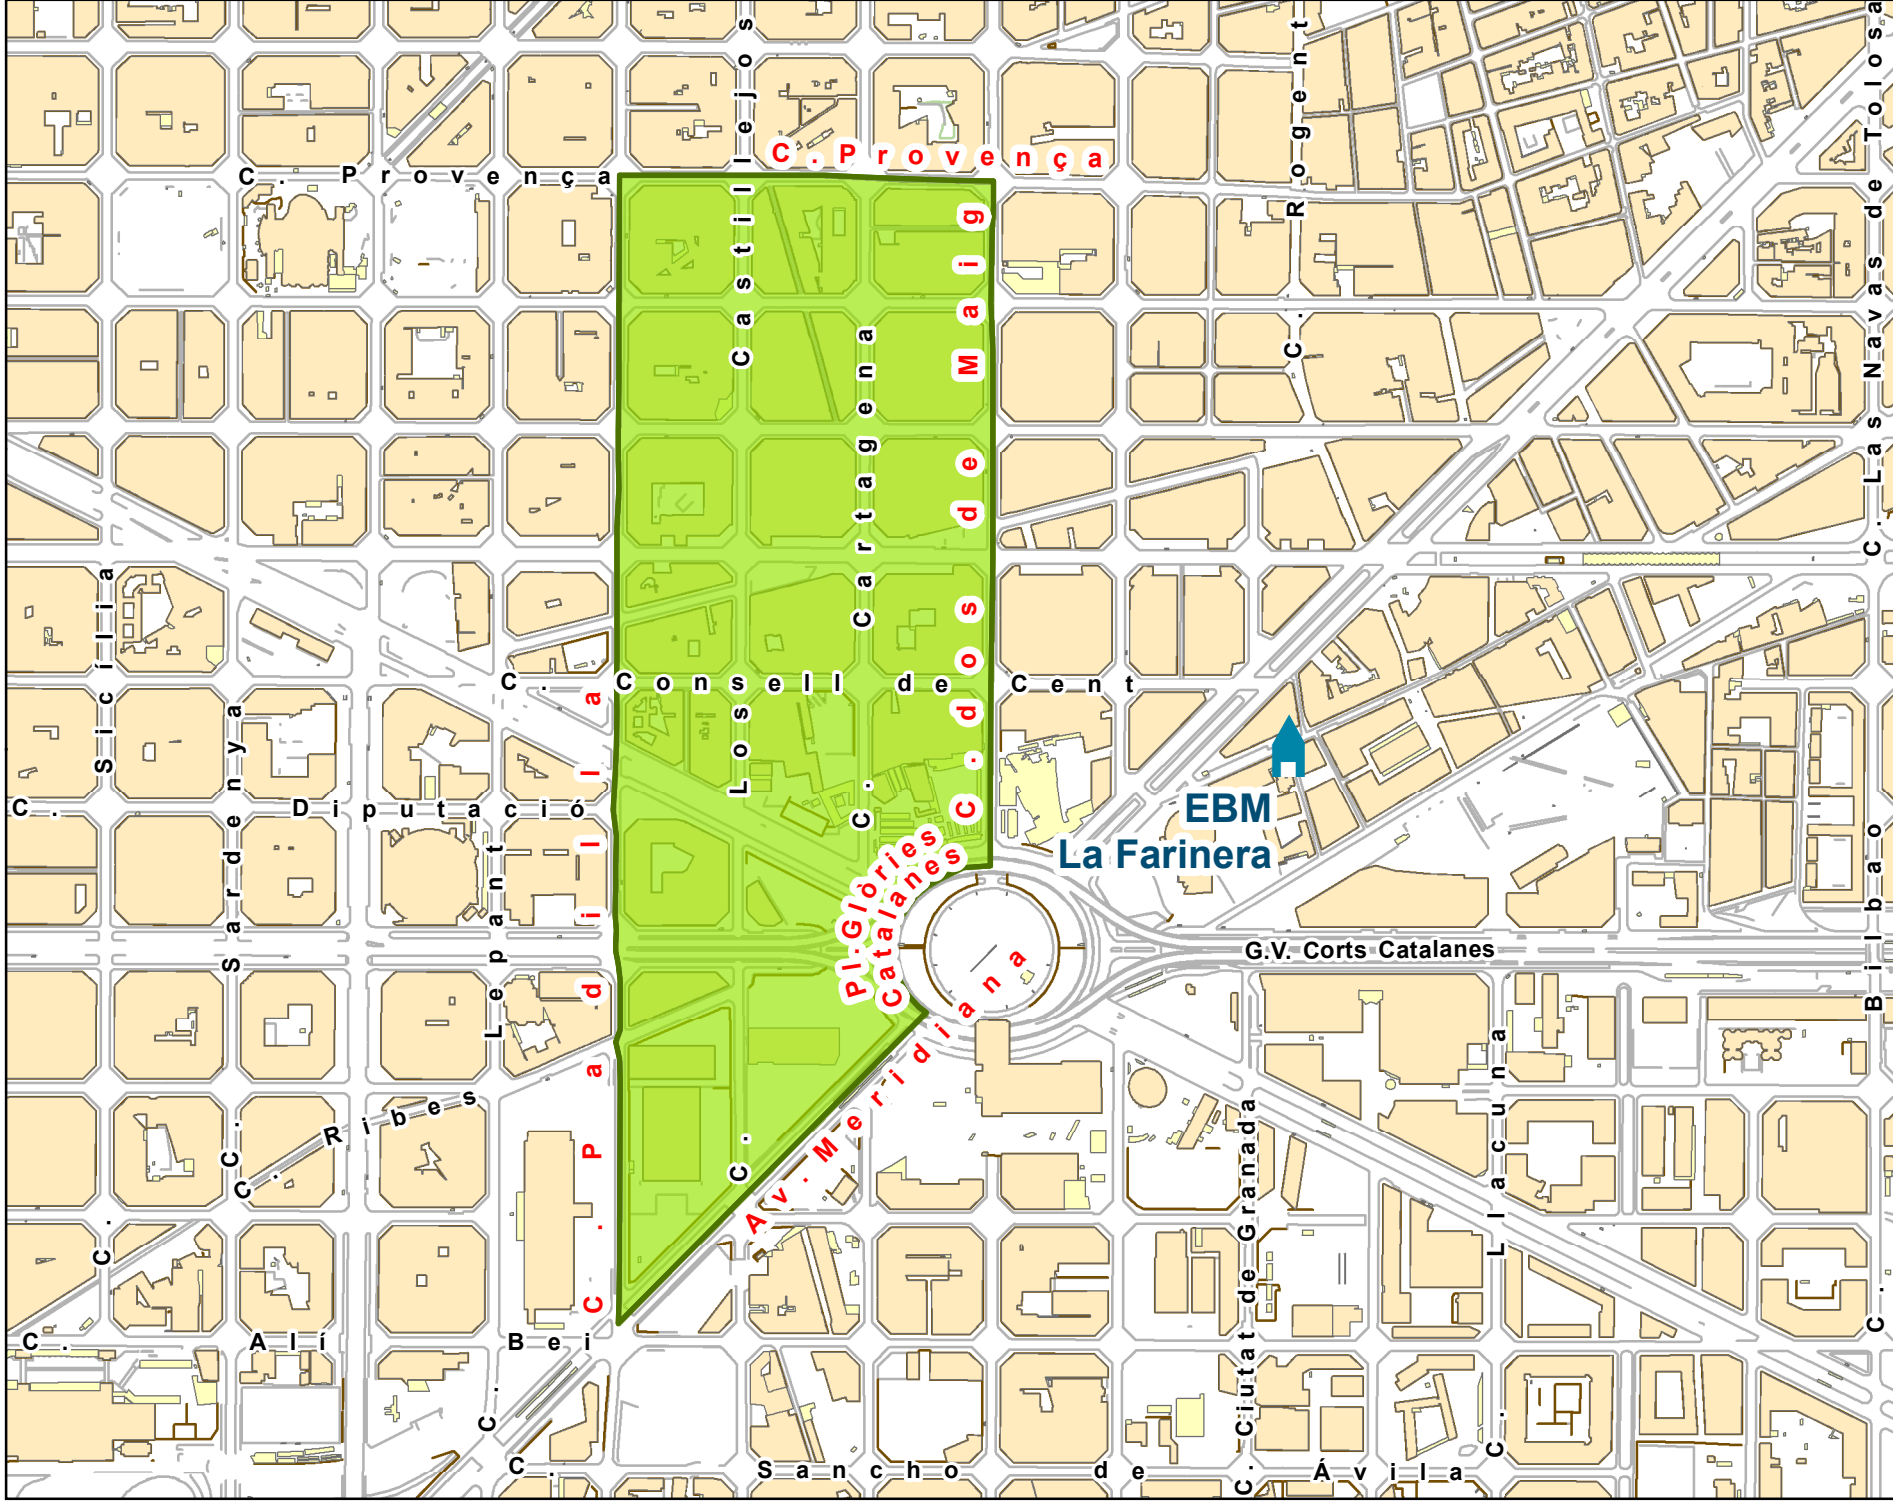 C. Provença
C. Provença
C. Los Castillejos
C. Rogent
C. Las Navas de Tolosa
C. Dos de Maig
C. Cartagena
C. Consell de Cent
C. Sicília
C. Sardenya
C. Padilla
C. Diputació
C. Lepant
EBM
La Farinera
Pl. Glòries
Catalanes
G.V. Corts Catalanes
Av. Meridiana
C. Ribes
C. Bilbao
C. Llacuna
C. Ciutat de Granada
C. Alí Bei
C. Sancho de Ávila